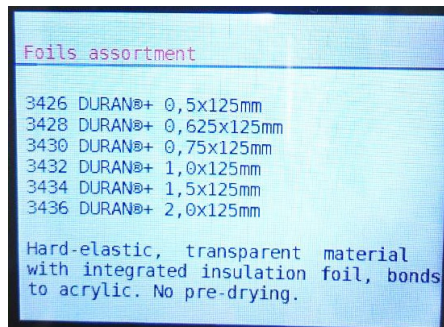 Foils assortment
3426 DURAN®+ 0,5x125mm
3428 DURAN®+ 0,625x125mm
3430 DURAN®+ 0,75x125mm
3432 DURAN®+ 1,0x125mm
3434 DURAN®+ 1,5x125mm
3436 DURAN®+ 2,0x125mm
Hard-elastic, transparent material
with integrated insulation foil, bonds
to acrylic. No pre-drying.